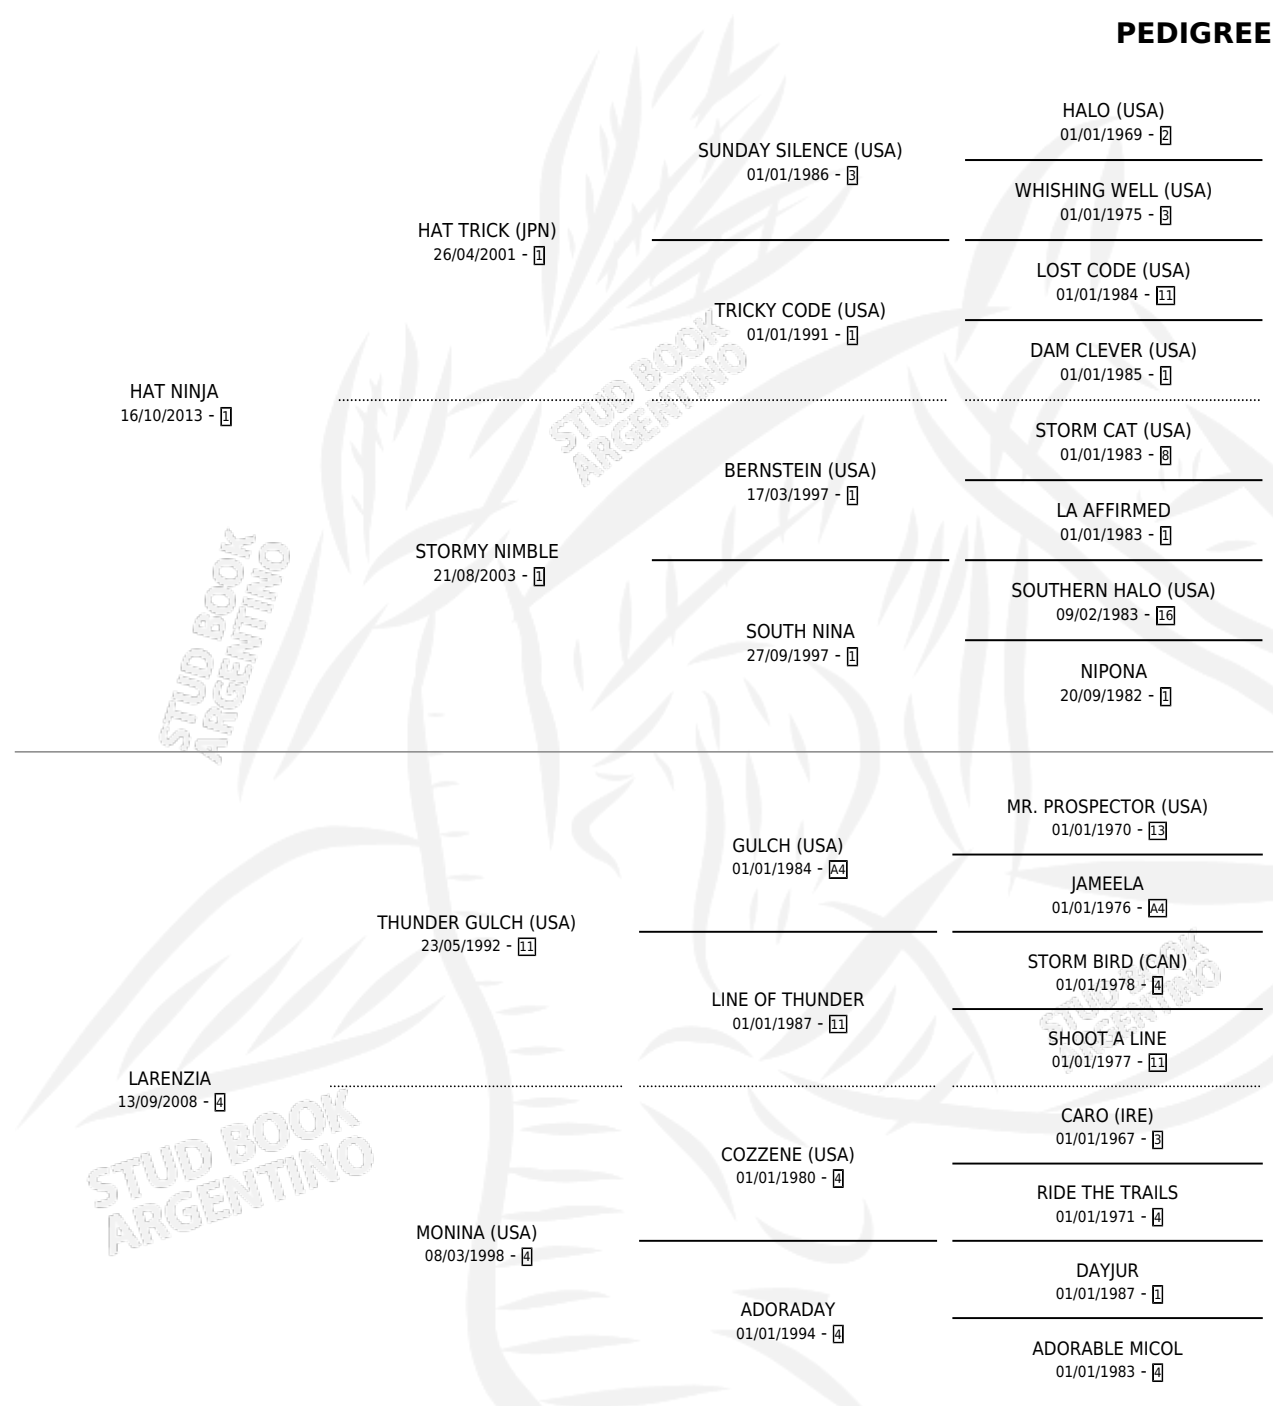 PEDIGREE
HALO (USA)
01/01/1969 - 2
SUNDAY SILENCE (USA)
01/01/1986 - 3
WHISHING WELL (USA)
01/01/1975 - 3
HAT TRICK (JPN)
26/04/2001 - 1
LOST CODE (USA)
01/01/1984 - 11
TRICKY CODE (USA)
01/01/1991 - 1
DAM CLEVER (USA)
01/01/1985 - 1
HAT NINJA
16/10/2013 - 1
STORM CAT (USA)
01/01/1983 - 8
BERNSTEIN (USA)
17/03/1997 - 1
LA AFFIRMED
01/01/1983 - 1
STORMY NIMBLE
21/08/2003 - 1
SOUTHERN HALO (USA)
09/02/1983 - 16
SOUTH NINA
27/09/1997 - 1
NIPONA
20/09/1982 - 1
MR. PROSPECTOR (USA)
01/01/1970 - 13
GULCH (USA)
01/01/1984 - A4
JAMEELA
01/01/1976 - A4
THUNDER GULCH (USA)
23/05/1992 - 11
STORM BIRD (CAN)
01/01/1978 - 4
LINE OF THUNDER
01/01/1987 - 11
SHOOT A LINE
01/01/1977 - 11
LARENZIA
13/09/2008 - 4
CARO (IRE)
01/01/1967 - 3
COZZENE (USA)
01/01/1980 - 4
RIDE THE TRAILS
01/01/1971 - 4
MONINA (USA)
08/03/1998 - 4
DAYJUR
01/01/1987 - 1
ADORADAY
01/01/1994 - 4
ADORABLE MICOL
01/01/1983 - 4
STUD BOOK
ARGENTINO
STUD BOOK
ARGENTINO
STUD BOOK
ARGENTINO
STUD BOOK
ARGENTINO